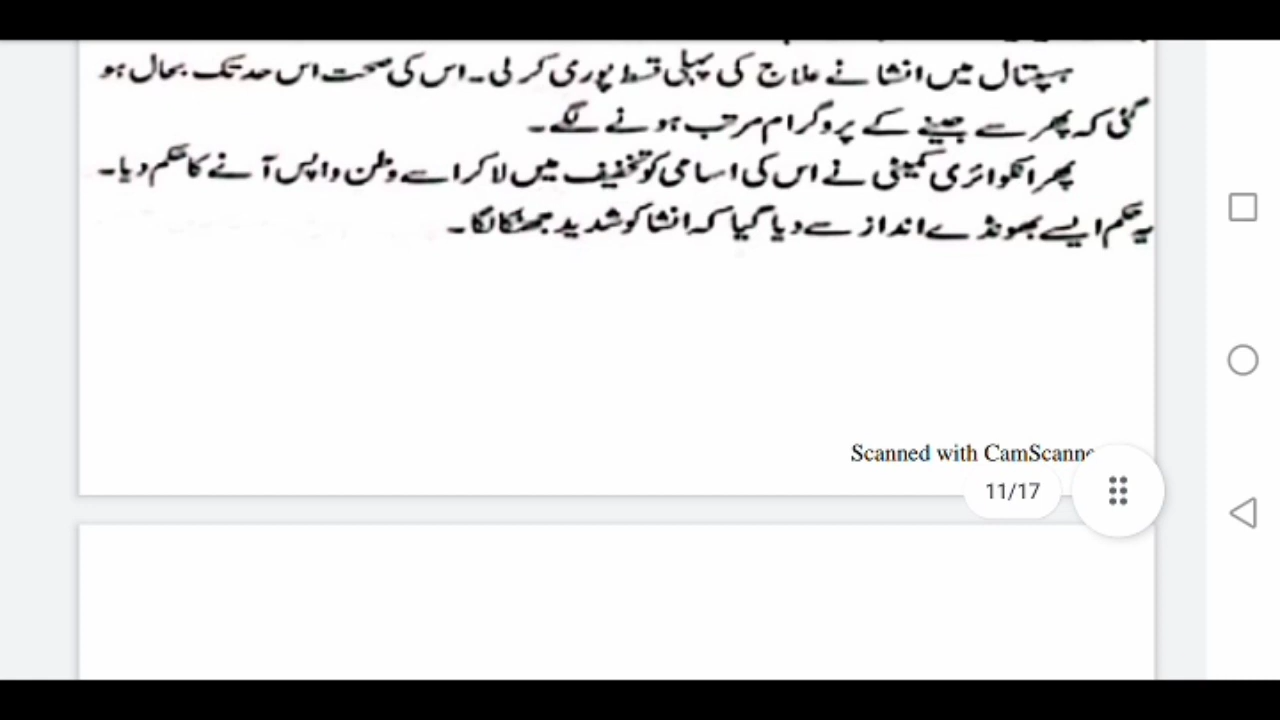 ہسپتال میں انشا نے علاج کی پہلی قسط پوری کر لی۔ اس کی صحت اس حد تک بحال ہو
گئی کہ پھر سے جینے کے پروگرام مرتب ہونے لگے۔
پھر انکوائری کمیٹی نے اس کی اسامی کو تخفیف میں لا کر اسے وطن واپس آنے کا حکم دیا۔
یہ حکم ایسے بھونڈے انداز سے دیا گیا کہ انشا کو شدید جھٹکا لگا۔
Scanned with CamScanne
11/17